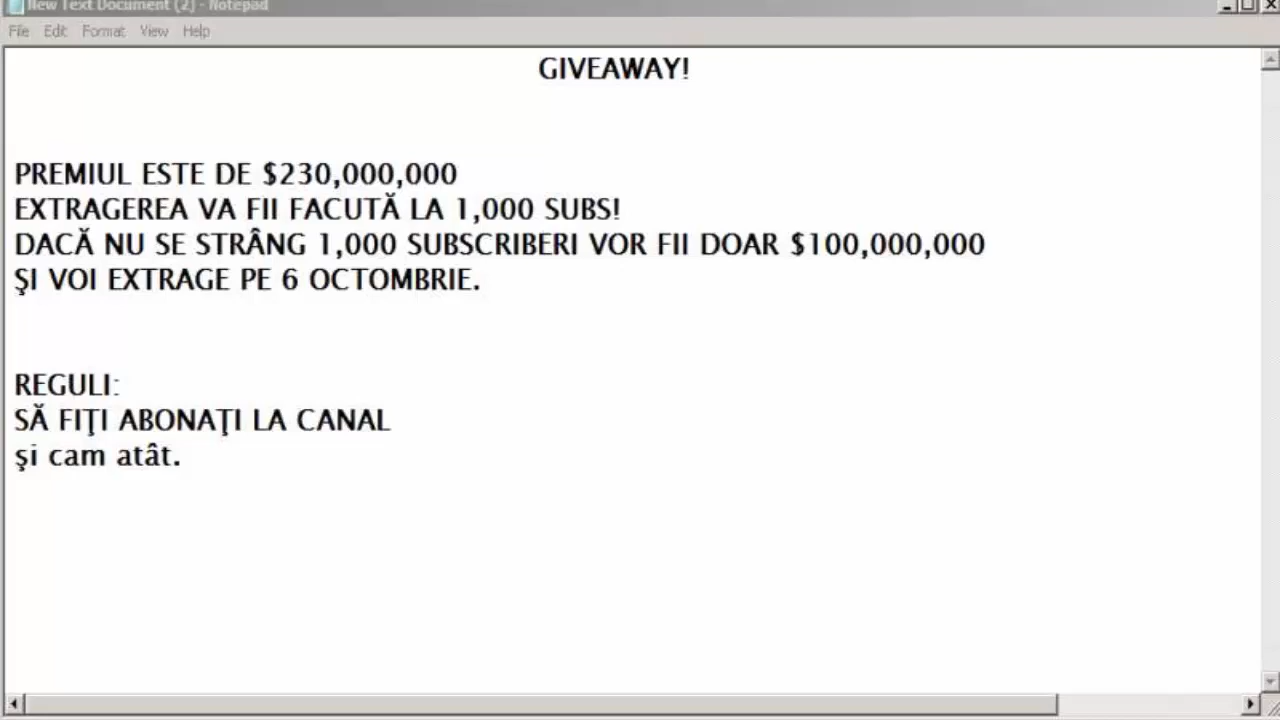 New Text Document (2) - Notepad
File Edit Format View Help
GIVEAWAY!
PREMIUL ESTE DE $230,000,000
EXTRAGEREA VA FII FACUTĂ LA 1,000 SUBS!
DACĂ NU SE STRÂNG 1,000 SUBSCRIBERI VOR FII DOAR $100,000,000
ŞI VOI EXTRAGE PE 6 OCTOMBRIE.
REGULI:
SĂ FIŢI ABONAŢI LA CANAL
şi cam atât.